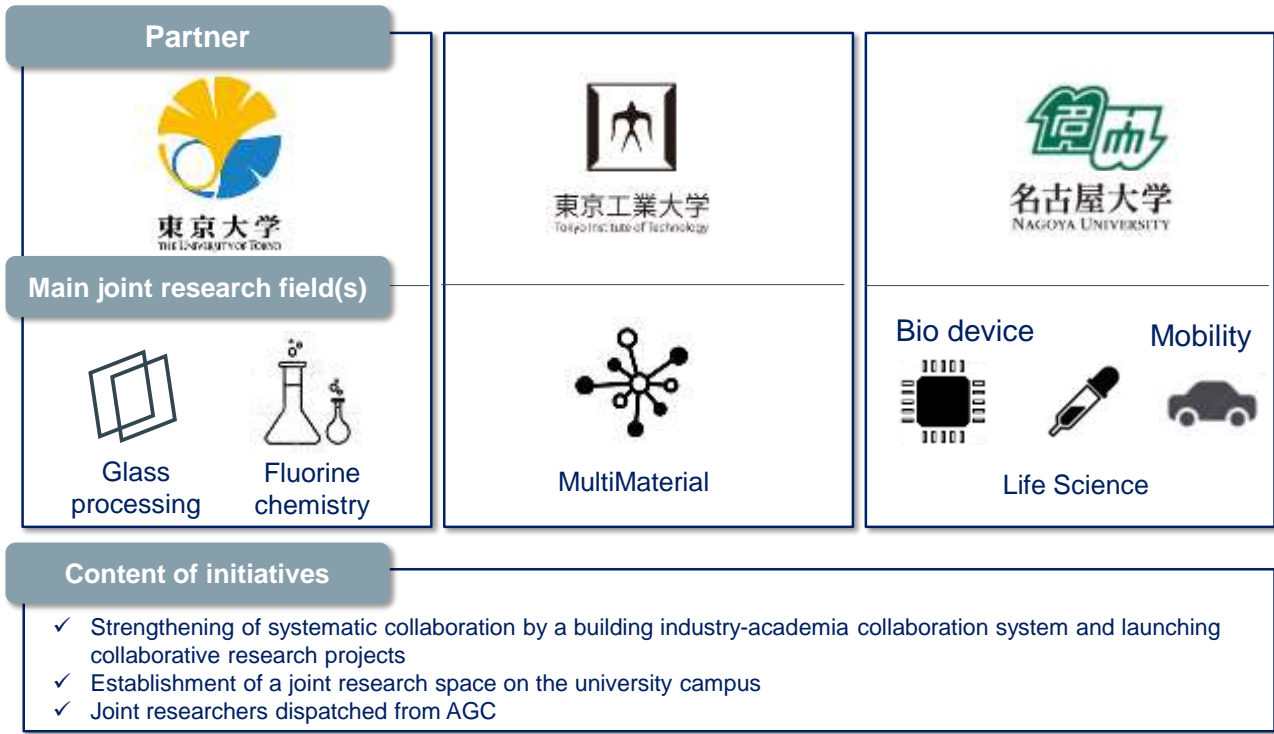 Partner
東京大学
THE UNIVERSITY OF TOKYO
東京工業大学
Tokyo Institute of Technology
名古屋大学
NAGOYA UNIVERSITY
Main joint research field(s)
Glass
processing
Fluorine
chemistry
MultiMaterial
Bio device
Mobility
Life Science
Content of initiatives
✓ Strengthening of systematic collaboration by a building industry-academia collaboration system and launching
collaborative research projects
✓ Establishment of a joint research space on the university campus
✓ Joint researchers dispatched from AGC